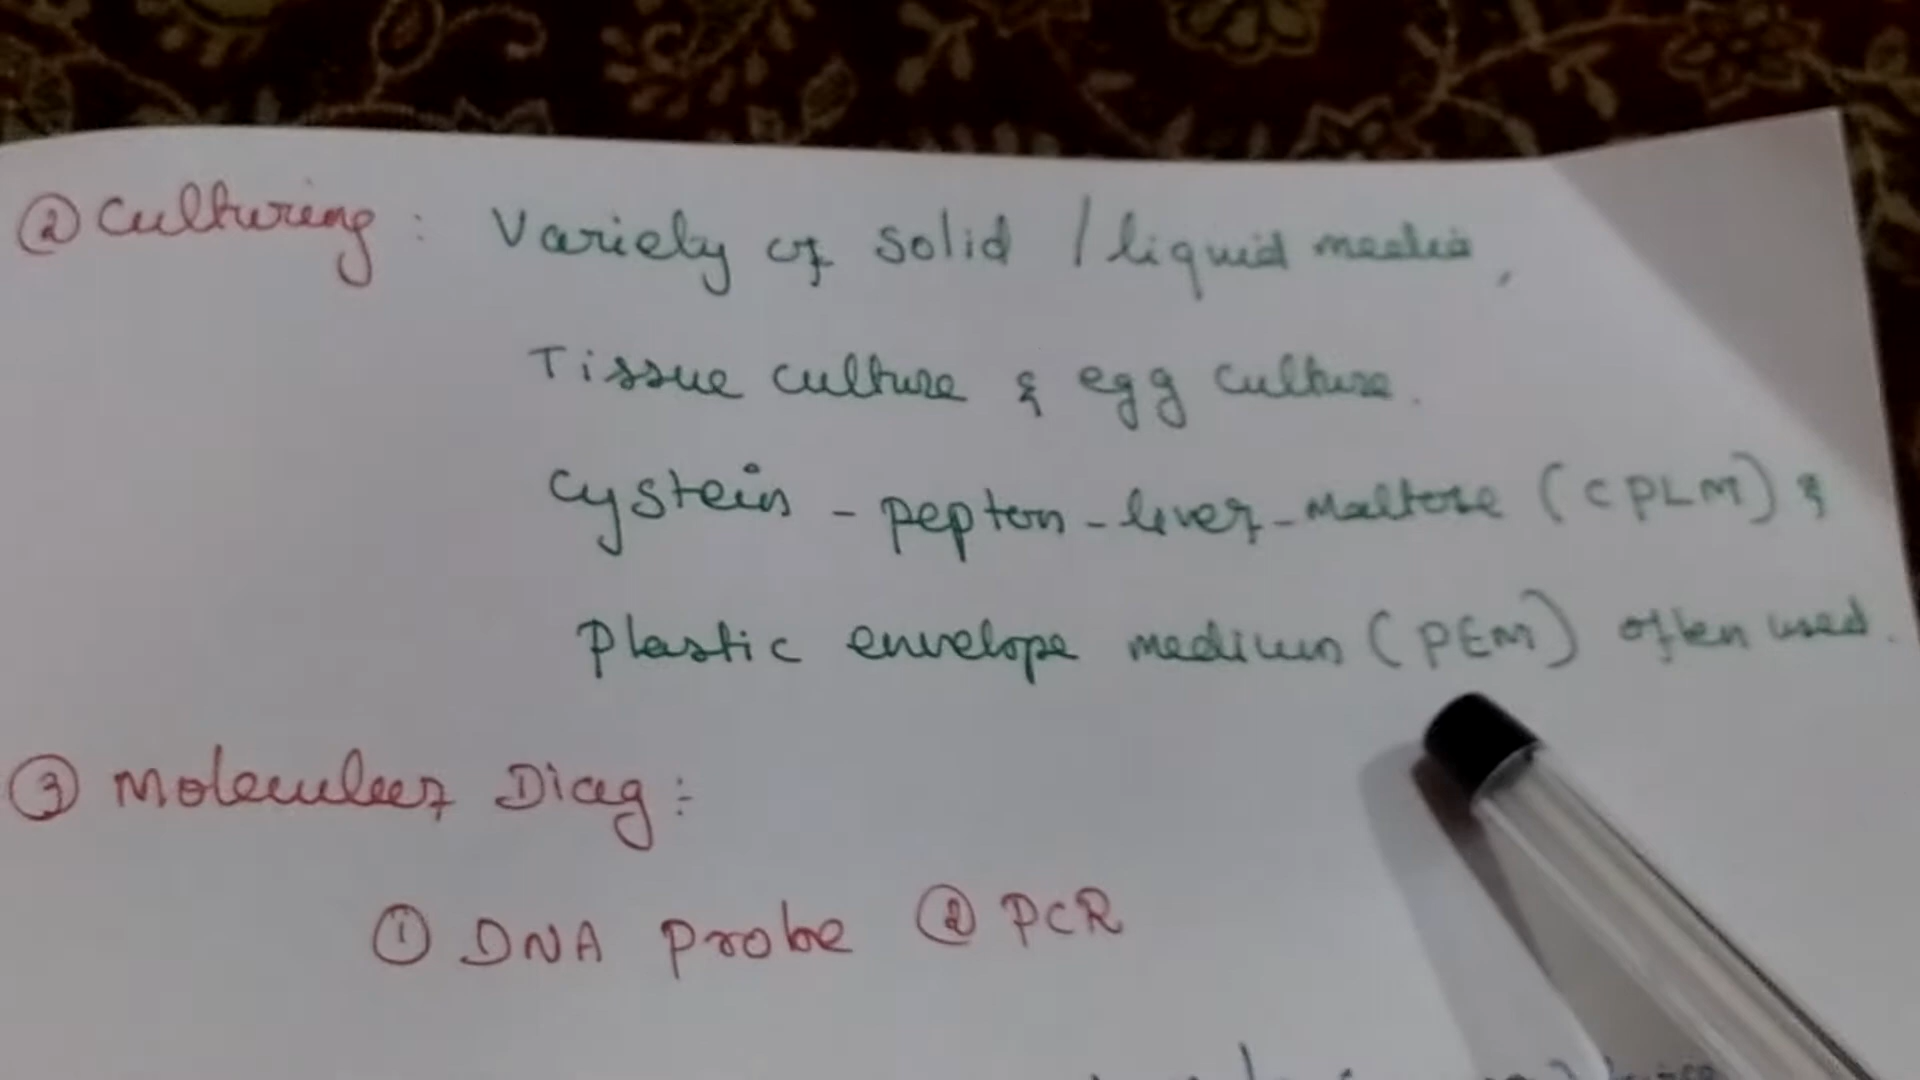 ② Culturing : Variety of solid / liquid media,
Tissue culture & egg culture.
Cystein - pepton - liver - Maltose (CPLM) &
Plastic envelope medium (PEM) often used.
③ Molecular Diag :-
① DNA probe ② PCR